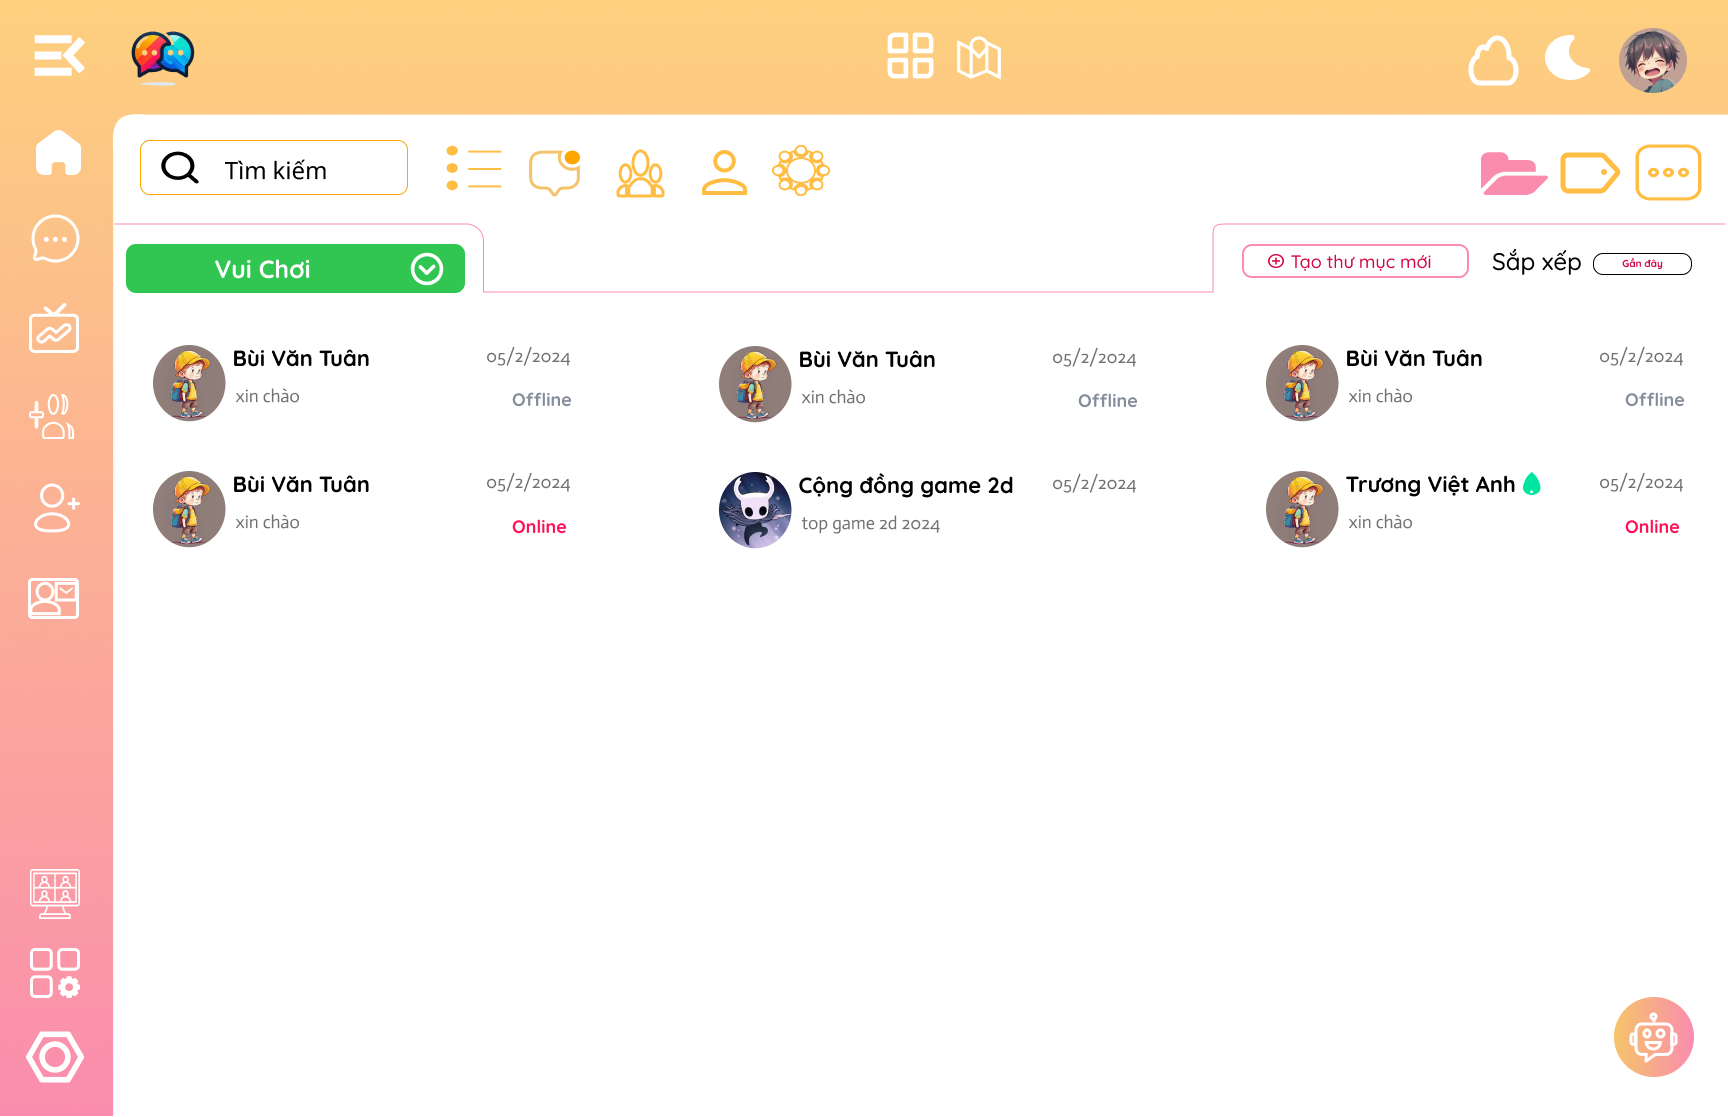 Tìm kiếm
Vui Chơi
Tạo thư mục mới
Sắp xếp
Gần đây
Bùi Văn Tuân
05/2/2024
xin chào
Offline
Bùi Văn Tuân
05/2/2024
xin chào
Offline
Bùi Văn Tuân
05/2/2024
xin chào
Offline
Bùi Văn Tuân
05/2/2024
xin chào
Online
Cộng đồng game 2d
05/2/2024
top game 2d 2024
Trương Việt Anh
05/2/2024
xin chào
Online